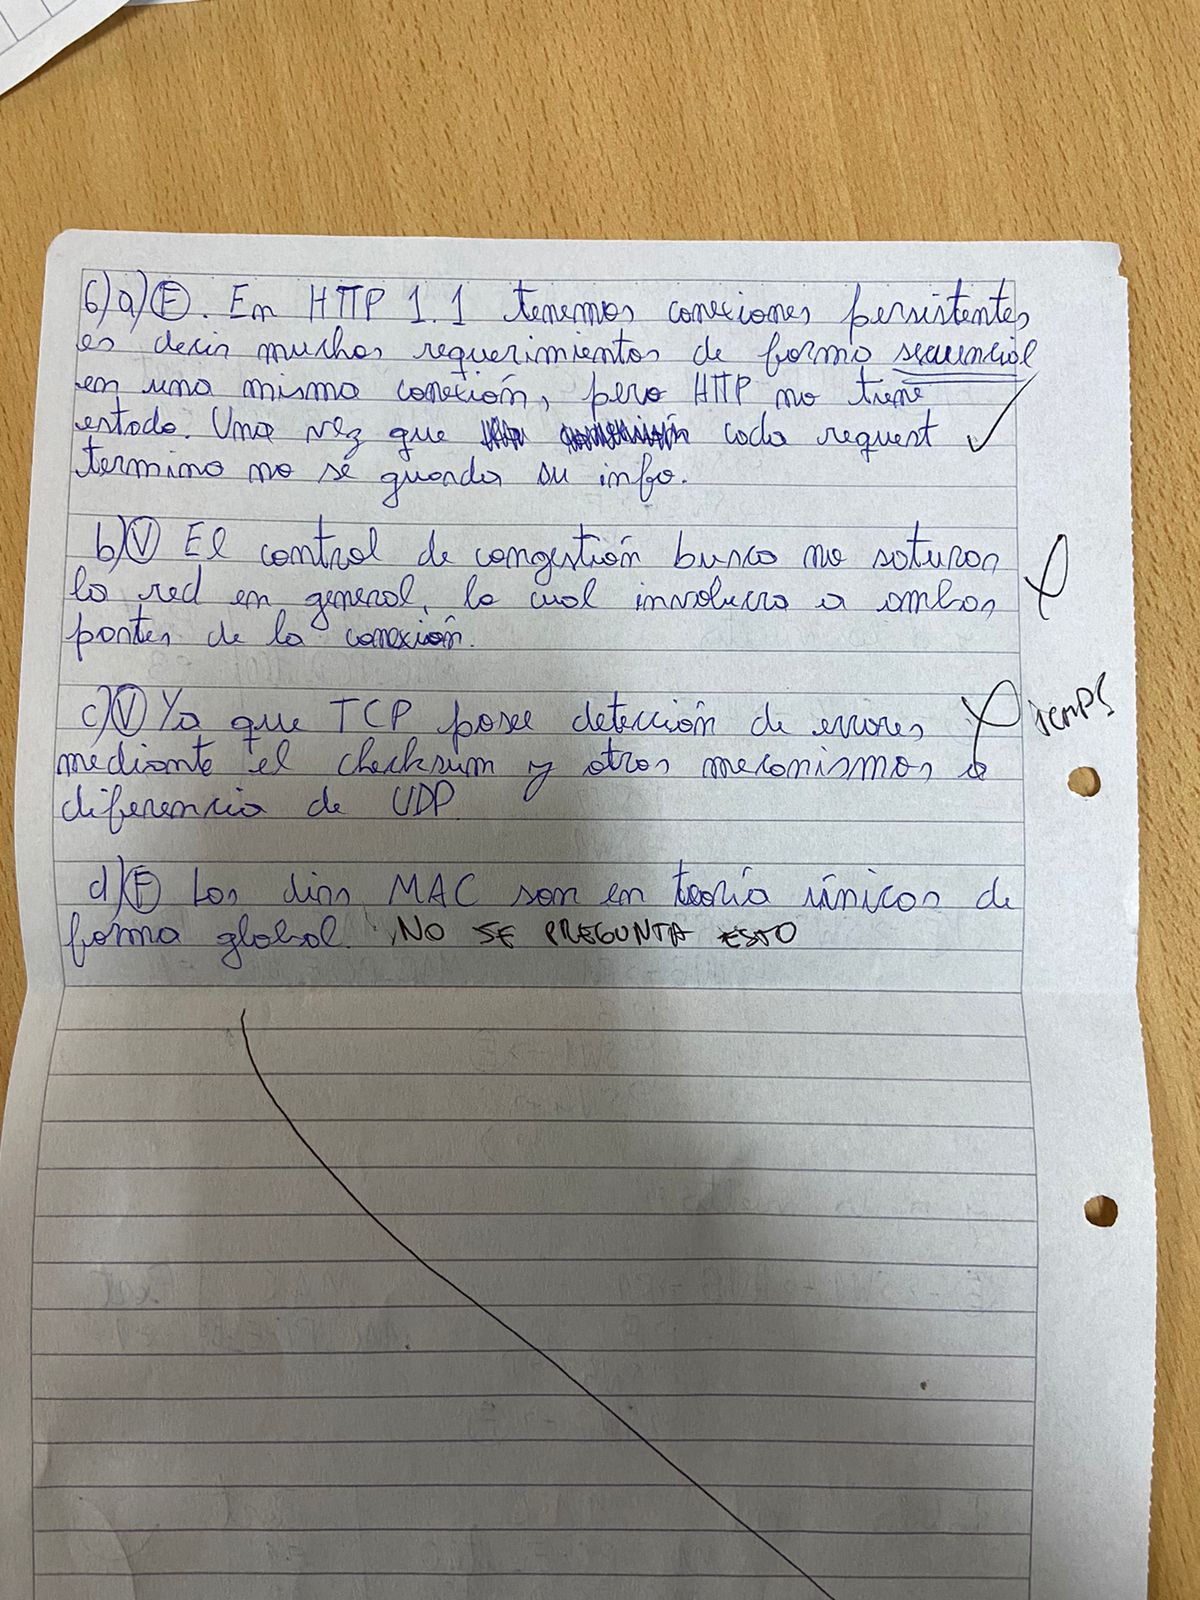 6) a) F. En HTTP 1.1 tenemos conexiones persistentes,
es decir muchos requerimientos de forma secuencial
en una misma conexión, pero HTTP no tiene
estado. Una vez que cada request
termino no se guarda su info.
b) V El control de congestión busca no saturar
la red en general, lo cual involucra a ambas
partes de la conexión.
c) V Ya que TCP posee detección de errores
mediante el checksum y otros mecanismos a
diferencia de UDP.
d) F Las dirs MAC son en teoría únicas de
forma global. NO SE PREGUNTA ESTO